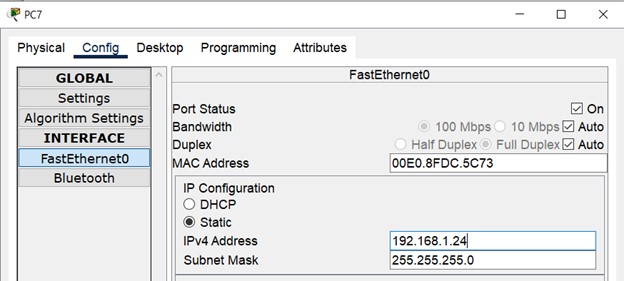 PC7
Physical Config Desktop Programming Attributes
GLOBAL
Settings
Algorithm Settings
INTERFACE
FastEthernet0
Bluetooth
FastEthernet0
Port Status On
Bandwidth 100 Mbps 10 Mbps Auto
Duplex Half Duplex Full Duplex Auto
MAC Address 00E0.8FDC.5C73
IP Configuration
DHCP
Static
IPv4 Address 192.168.1.24
Subnet Mask 255.255.255.0